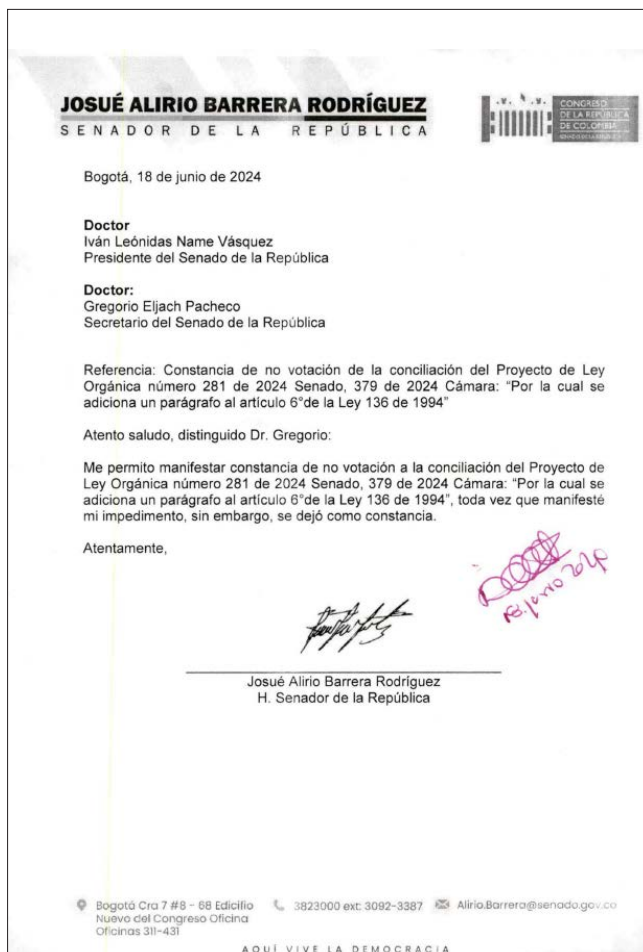 JOSUÉ ALIRIO BARRERA RODRÍGUEZ
SENADOR DE LA REPÚBLICA
CONGRESO
DE LA REPÚBLICA
DE COLOMBIA
Bogotá, 18 de junio de 2024
Doctor
Iván Leónidas Name Vásquez
Presidente del Senado de la República
Doctor:
Gregorio Eljach Pacheco
Secretario del Senado de la República
Referencia: Constancia de no votación de la conciliación del Proyecto de Ley
Orgánica número 281 de 2024 Senado, 379 de 2024 Cámara: “Por la cual se
adiciona un parágrafo al artículo 6°de la Ley 136 de 1994”
Atento saludo, distinguido Dr. Gregorio:
Me permito manifestar constancia de no votación a la conciliación del Proyecto de
Ley Orgánica número 281 de 2024 Senado, 379 de 2024 Cámara: “Por la cual se
adiciona un parágrafo al artículo 6°de la Ley 136 de 1994”, toda vez que manifesté
mi impedimento, sin embargo, se dejó como constancia.
Atentamente,
Josué Alirio Barrera Rodríguez
H. Senador de la República
Bogotá Cra 7 #8 - 68 Edicifio
Nuevo del Congreso Oficina
Oficinas 311-431
3823000 ext: 3092-3387
Alirio.Barrera@senado.gov.co
AQUÍ VIVE LA DEMOCRACIA